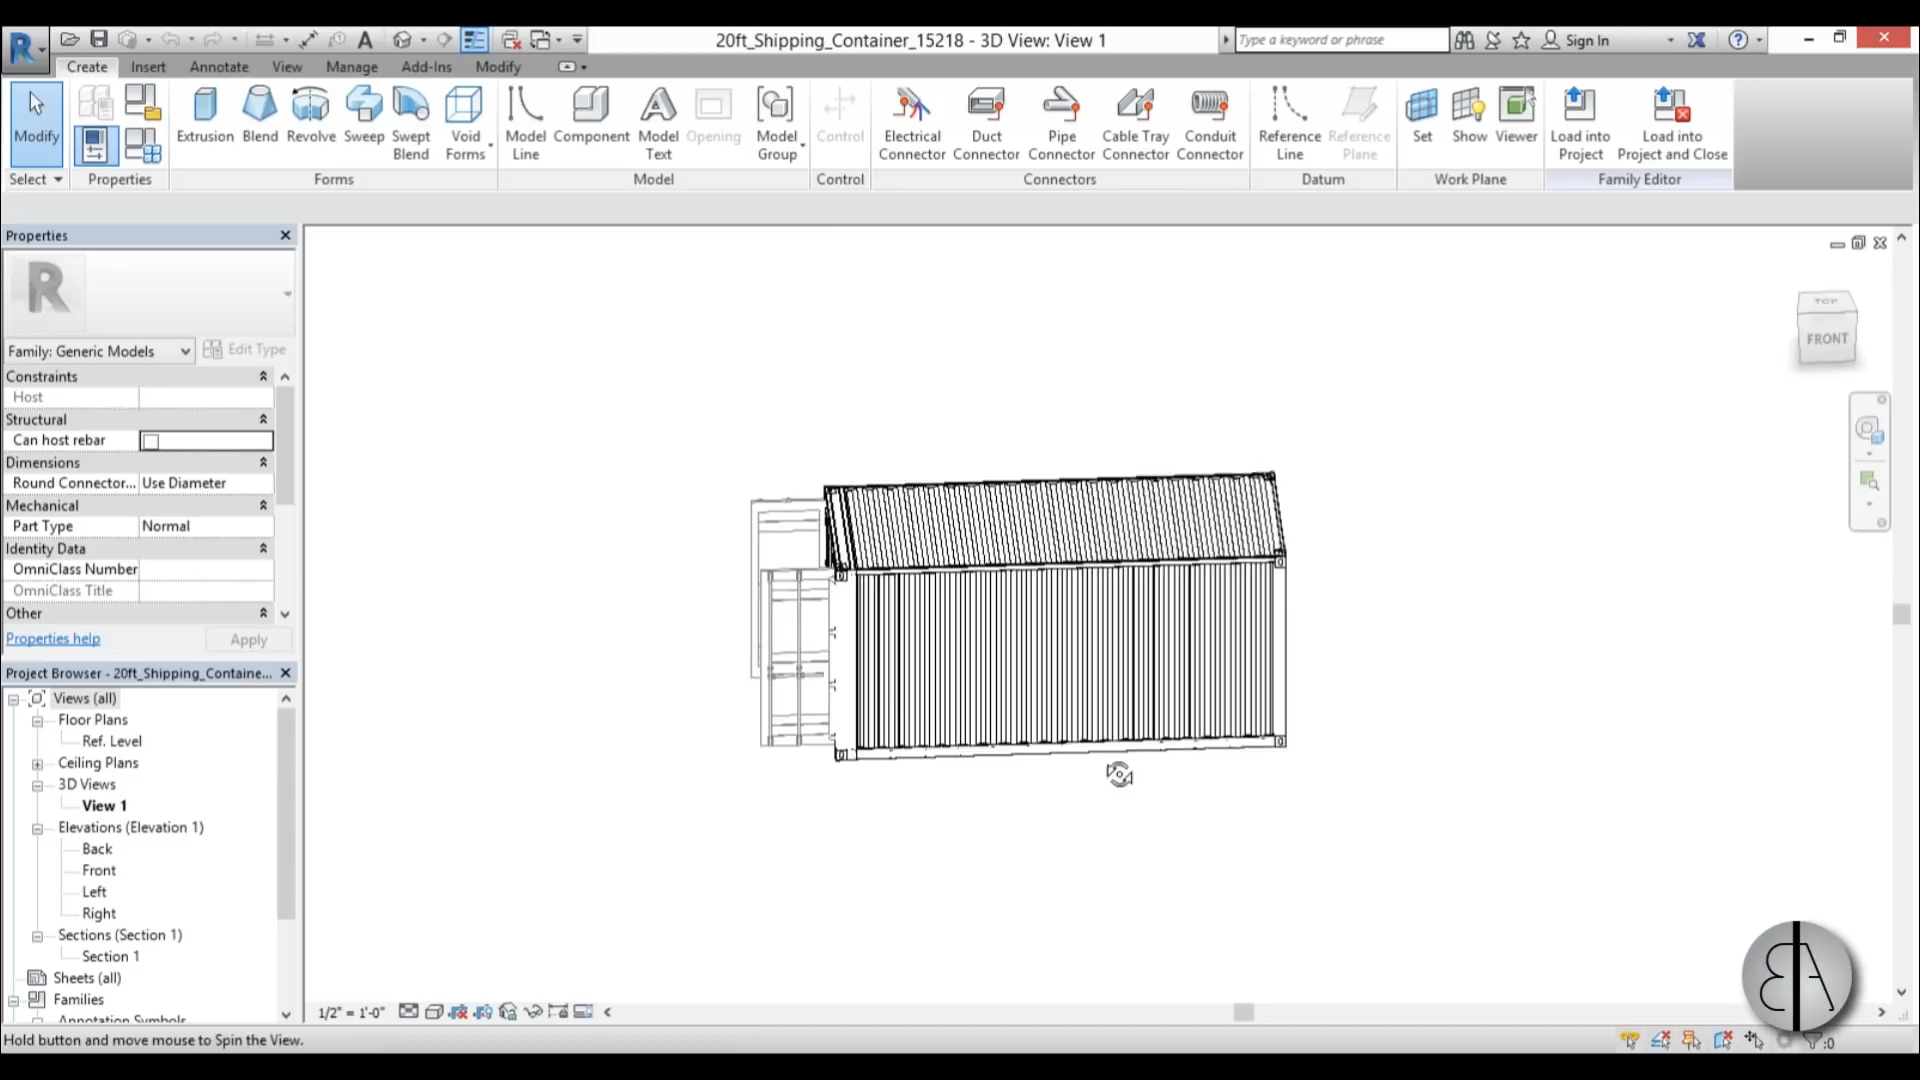 20ft_Shipping_Container_15218 - 3D View: View 1
Type a keyword or phrase
Sign In
Create Insert Annotate View Manage Add-Ins Modify
Modify
Extrusion
Blend
Revolve
Sweep
Swept
Blend
Void
Forms
Model
Line
Component
Model
Text
Opening
Model
Group
Control
Electrical
Connector
Duct
Connector
Pipe
Connector
Cable Tray
Connector
Conduit
Connector
Reference
Line
Reference
Plane
Set
Show
Viewer
Load into
Project
Load into
Project and Close
Select Properties Forms Model Control Connectors Datum Work Plane Family Editor
Properties
Family: Generic Models
Edit Type
Constraints
Host
Structural
Can host rebar
Dimensions
Round Connector... Use Diameter
Mechanical
Part Type Normal
Identity Data
OmniClass Number
OmniClass Title
Other
Properties help
Apply
Project Browser - 20ft_Shipping_Containe...
Views (all)
Floor Plans
Ref. Level
Ceiling Plans
3D Views
View 1
Elevations (Elevation 1)
Back
Front
Left
Right
Sections (Section 1)
Section 1
Sheets (all)
Families
Annotation Symbols
TOP
FRONT
1/2" = 1'-0"
Hold button and move mouse to Spin the View.
:0